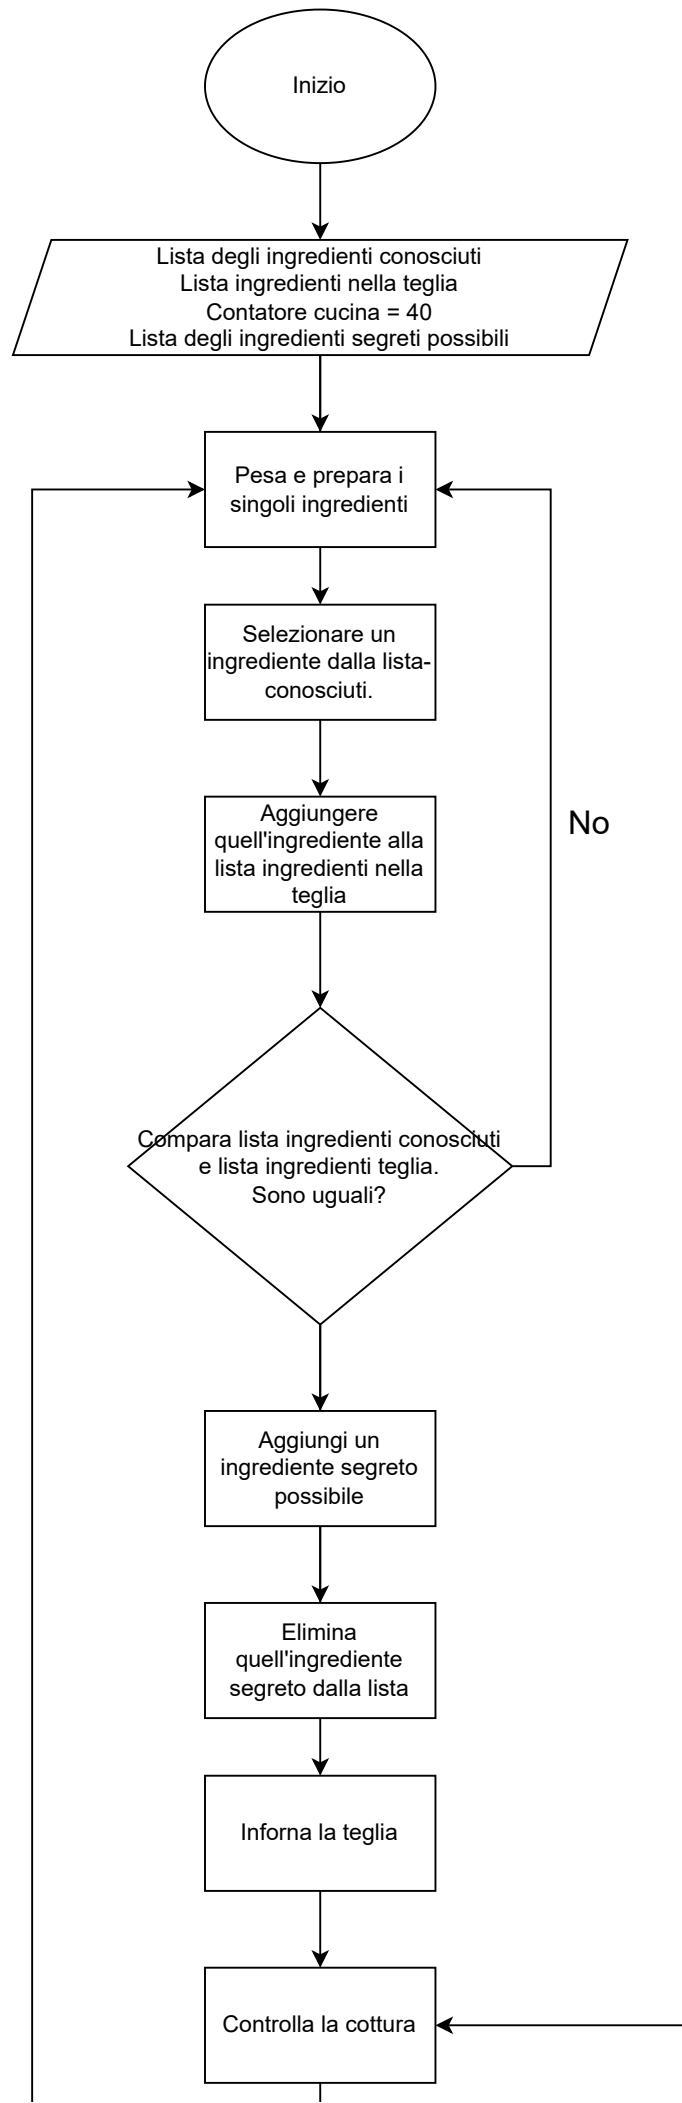 Inizio
Lista degli ingredienti conosciuti
Lista ingredienti nella teglia
Contatore cucina = 40
Lista degli ingredienti segreti possibili
Pesa e prepara i
singoli ingredienti
Selezionare un
ingrediente dalla lista-
conosciuti.
Aggiungere
quell'ingrediente alla
lista ingredienti nella
teglia
No
Compara lista ingredienti conosciuti
e lista ingredienti teglia.
Sono uguali?
Aggiungi un
ingrediente segreto
possibile
Elimina
quell'ingrediente
segreto dalla lista
Inforna la teglia
Controlla la cottura